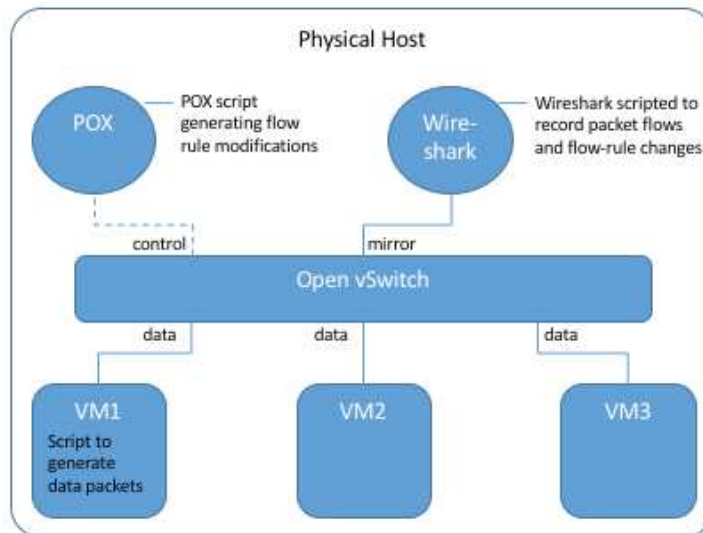 Physical Host
POX
POX script
generating flow
rule modifications
Wire-
shark
Wireshark scripted to
record packet flows
and flow-rule changes
control
mirror
Open vSwitch
data
data
data
VM1
Script to
generate
data packets
VM2
VM3